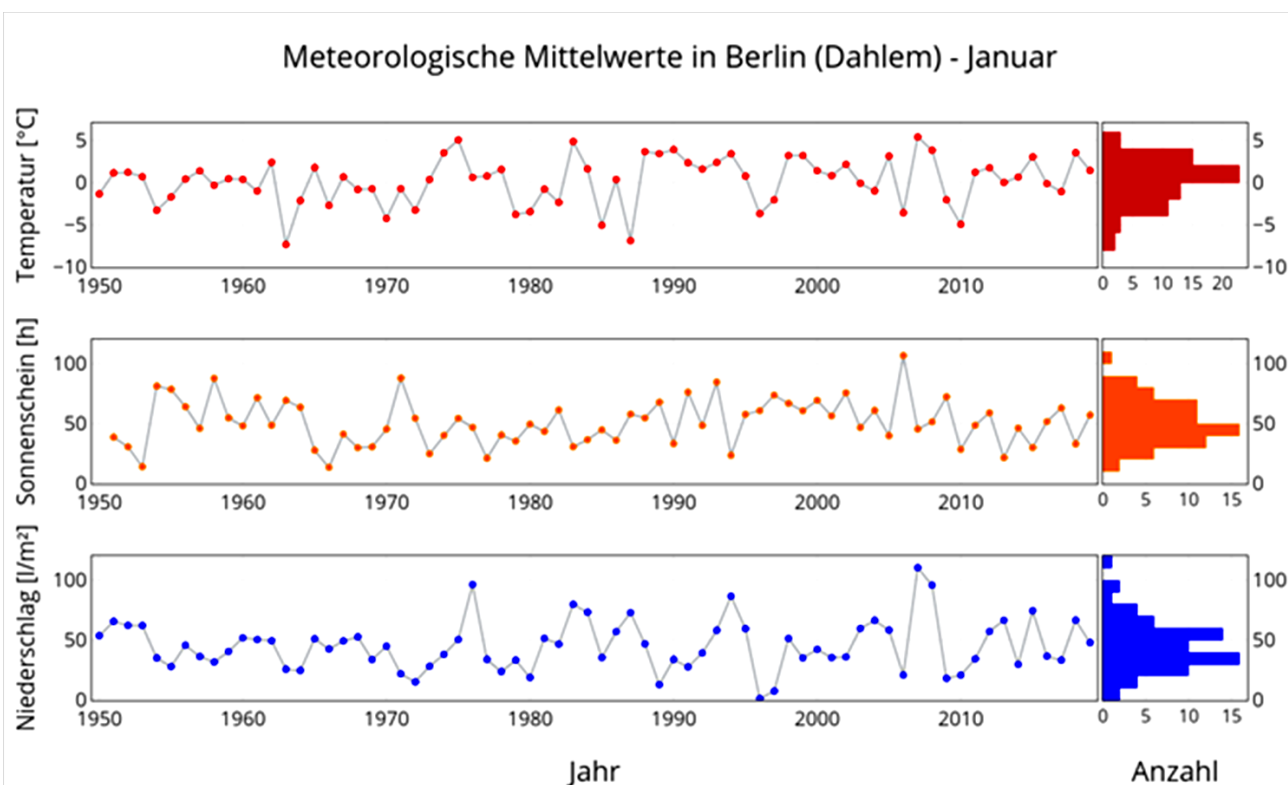 Meteorologische Mittelwerte in Berlin (Dahlem) - Januar
Temperatur [°C]
5
0
−5
−10
1950 1960 1970 1980 1990 2000 2010
5
0
−5
−10
0 5 10 15 20
Sonnenschein [h]
100
50
0
1950 1960 1970 1980 1990 2000 2010
100
50
0
0 5 10 15
Niederschlag [l/m²]
100
50
0
1950 1960 1970 1980 1990 2000 2010
100
50
0
0 5 10 15
Jahr
Anzahl